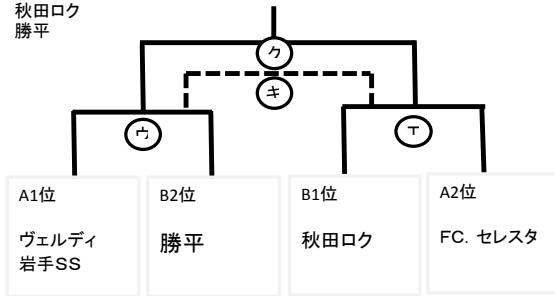 秋田ロク
勝平
ク
キ
ウ
エ
A1位
ヴェルディ
岩手SS
B2位
勝平
B1位
秋田ロク
A2位
FC. セレスタ